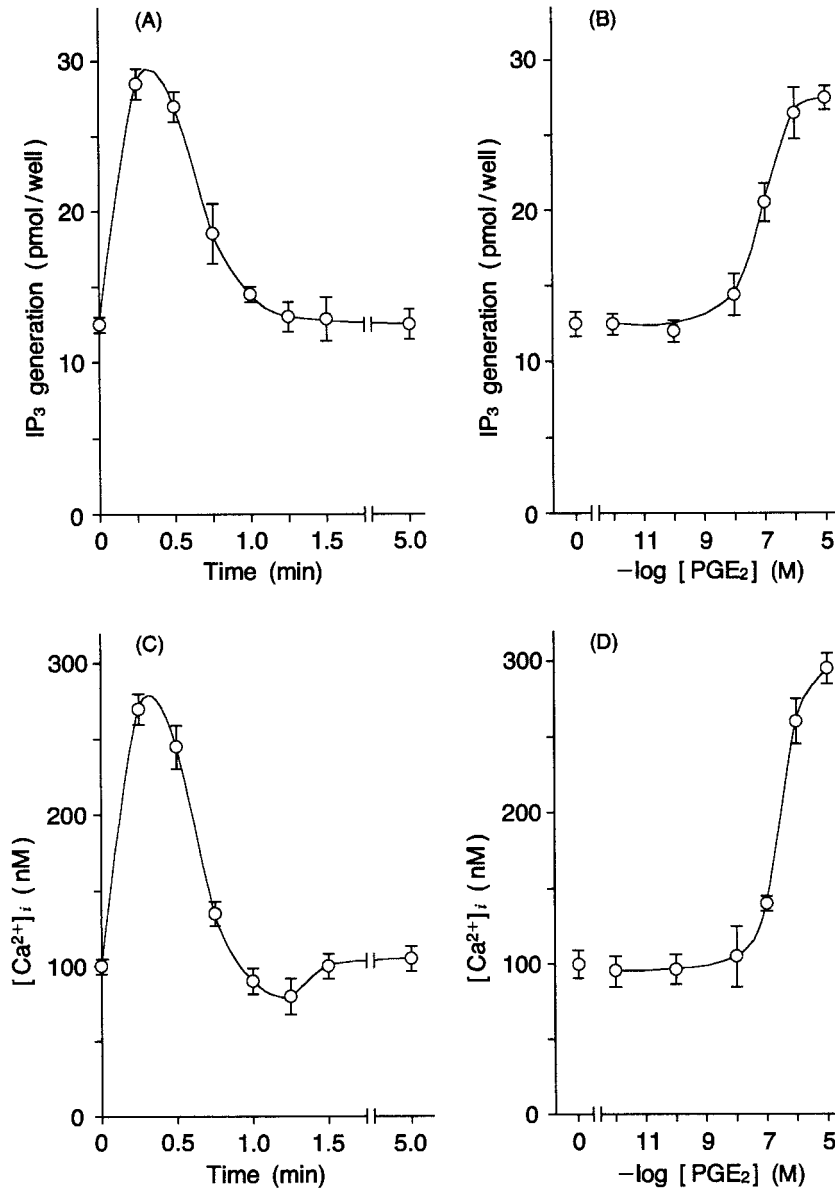 (A)
30
20
10
0
IP₃ generation (pmol/well)
0 0.5 1.0 1.5 5.0
Time (min)
(B)
30
20
10
0
IP₃ generation (pmol/well)
0 11 9 7 5
−log [PGE₂] (M)
(C)
300
200
100
0
[Ca²⁺]i (nM)
0 0.5 1.0 1.5 5.0
Time (min)
(D)
300
200
100
0
[Ca²⁺]i (nM)
0 11 9 7 5
−log [PGE₂] (M)